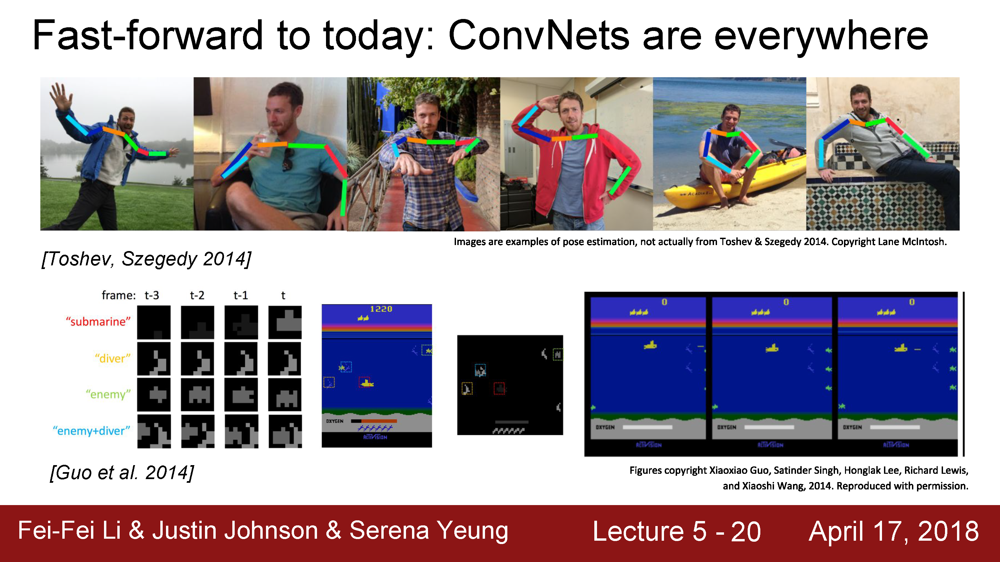 Fast-forward to today: ConvNets are everywhere
ACADIA II
Images are examples of pose estimation, not actually from Toshev & Szegedy 2014. Copyright Lane McIntosh.
[Toshev, Szegedy 2014]
frame: t-3 t-2 t-1 t
“submarine”
“diver”
“enemy”
“enemy+diver”
1220
OXYGEN
ACTIVISION
0 0 0
OXYGEN OXYGEN OXYGEN
ACTIVISION ACTIVISION ACTIVISION
[Guo et al. 2014]
Figures copyright Xiaoxiao Guo, Satinder Singh, Honglak Lee, Richard Lewis,
and Xiaoshi Wang, 2014. Reproduced with permission.
Fei-Fei Li & Justin Johnson & Serena Yeung Lecture 5 - 20 April 17, 2018